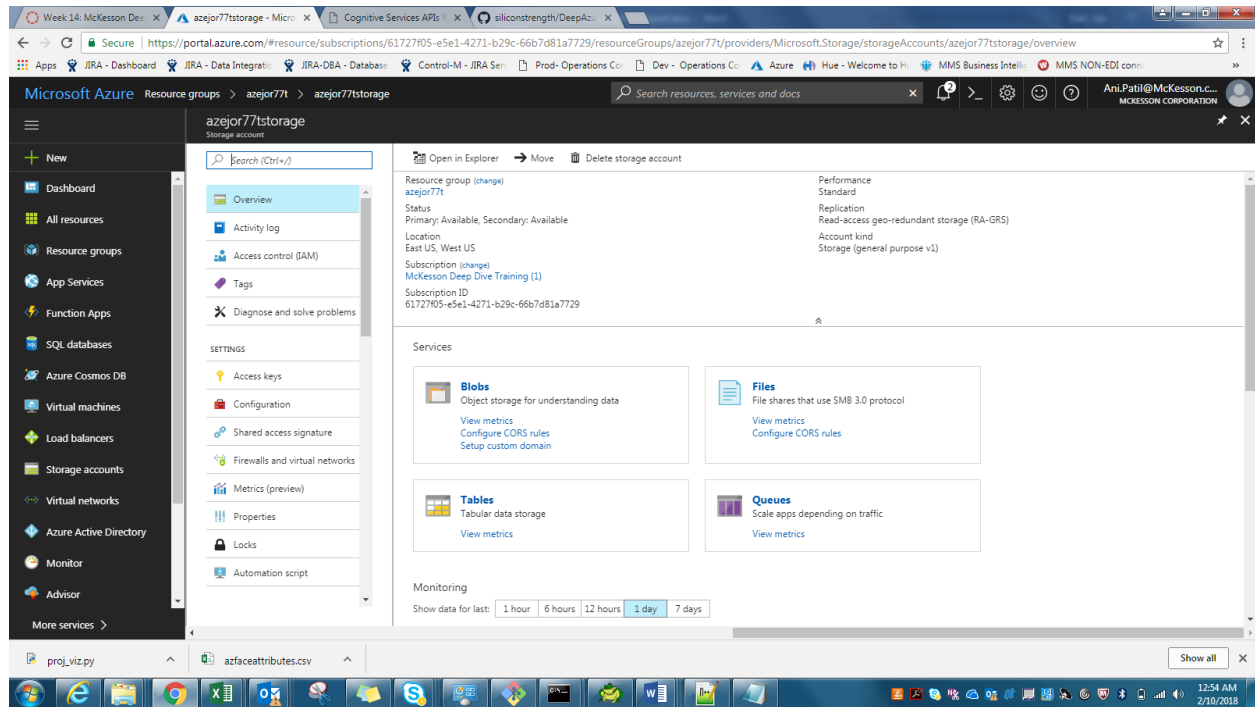 Week 14: McKesson Dee
azejor77tstorage - Micro
Cognitive Services APIs R
siliconstrength/DeepAzu
Secure | https://portal.azure.com/#resource/subscriptions/61727f05-e5e1-4271-b29c-66b7d81a7729/resourceGroups/azejor77t/providers/Microsoft.Storage/storageAccounts/azejor77tstorage/overview
Apps JIRA - Dashboard JIRA - Data Integratio JIRA-DBA - Database Control-M - JIRA Serv Prod- Operations Co Dev - Operations Co Azure Hue - Welcome to Hu MMS Business Intellig MMS NON-EDI conn »
Microsoft Azure Resource groups > azejor77t > azejor77tstorage
Search resources, services and docs
2
Ani.Patil@McKesson.c...
MCKESSON CORPORATION
azejor77tstorage
Storage account
New
Dashboard
All resources
Resource groups
App Services
Function Apps
SQL databases
Azure Cosmos DB
Virtual machines
Load balancers
Storage accounts
Virtual networks
Azure Active Directory
Monitor
Advisor
More services >
Search (Ctrl+/)
Overview
Activity log
Access control (IAM)
Tags
Diagnose and solve problems
SETTINGS
Access keys
Configuration
Shared access signature
Firewalls and virtual networks
Metrics (preview)
Properties
Locks
Automation script
Open in Explorer Move Delete storage account
Resource group (change)
azejor77t
Status
Primary: Available, Secondary: Available
Location
East US, West US
Subscription (change)
McKesson Deep Dive Training (1)
Subscription ID
61727f05-e5e1-4271-b29c-66b7d81a7729
Performance
Standard
Replication
Read-access geo-redundant storage (RA-GRS)
Account kind
Storage (general purpose v1)
Services
Blobs
Object storage for understanding data
View metrics
Configure CORS rules
Setup custom domain
Files
File shares that use SMB 3.0 protocol
View metrics
Configure CORS rules
Tables
Tabular data storage
View metrics
Queues
Scale apps depending on traffic
View metrics
Monitoring
Show data for last: 1 hour 6 hours 12 hours 1 day 7 days
proj_viz.py
azfaceattributes.csv
Show all
12:54 AM
2/10/2018